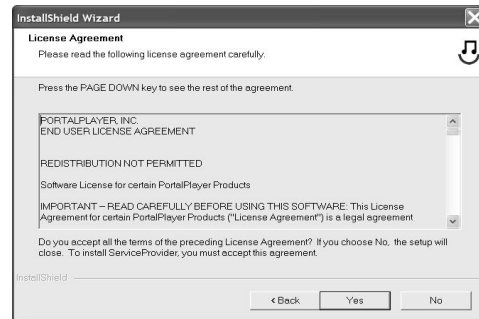 InstallShield Wizard
License Agreement
Please read the following license agreement carefully.
Press the PAGE DOWN key to see the rest of the agreement.
PORTALPLAYER, INC.
END USER LICENSE AGREEMENT
REDISTRIBUTION NOT PERMITTED
Software License for certain PortalPlayer Products
IMPORTANT – READ CAREFULLY BEFORE USING THIS SOFTWARE: This License
Agreement for certain PortalPlayer Products ("License Agreement") is a legal agreement
Do you accept all the terms of the preceding License Agreement? If you choose No, the setup will
close. To install ServiceProvider, you must accept this agreement.
InstallShield
< Back Yes No